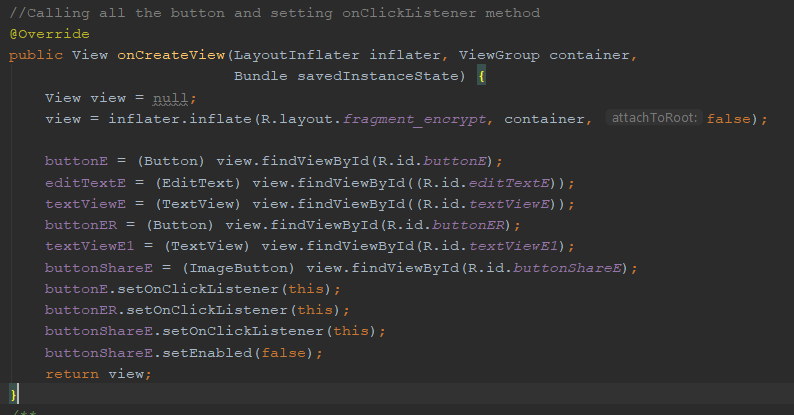 //Calling all the button and setting onClickListener method
@Override
public View onCreateView(LayoutInflater inflater, ViewGroup container,
                         Bundle savedInstanceState) {
    View view = null;
    view = inflater.inflate(R.layout.fragment_encrypt, container, attachToRoot: false);

    buttonE = (Button) view.findViewById(R.id.buttonE);
    editTextE = (EditText) view.findViewById((R.id.editTextE));
    textViewE = (TextView) view.findViewById((R.id.textViewE));
    buttonER = (Button) view.findViewById(R.id.buttonER);
    textViewE1 = (TextView) view.findViewById(R.id.textViewE1);
    buttonShareE = (ImageButton) view.findViewById(R.id.buttonShareE);
    buttonE.setOnClickListener(this);
    buttonER.setOnClickListener(this);
    buttonShareE.setOnClickListener(this);
    buttonShareE.setEnabled(false);
    return view;
}
/**